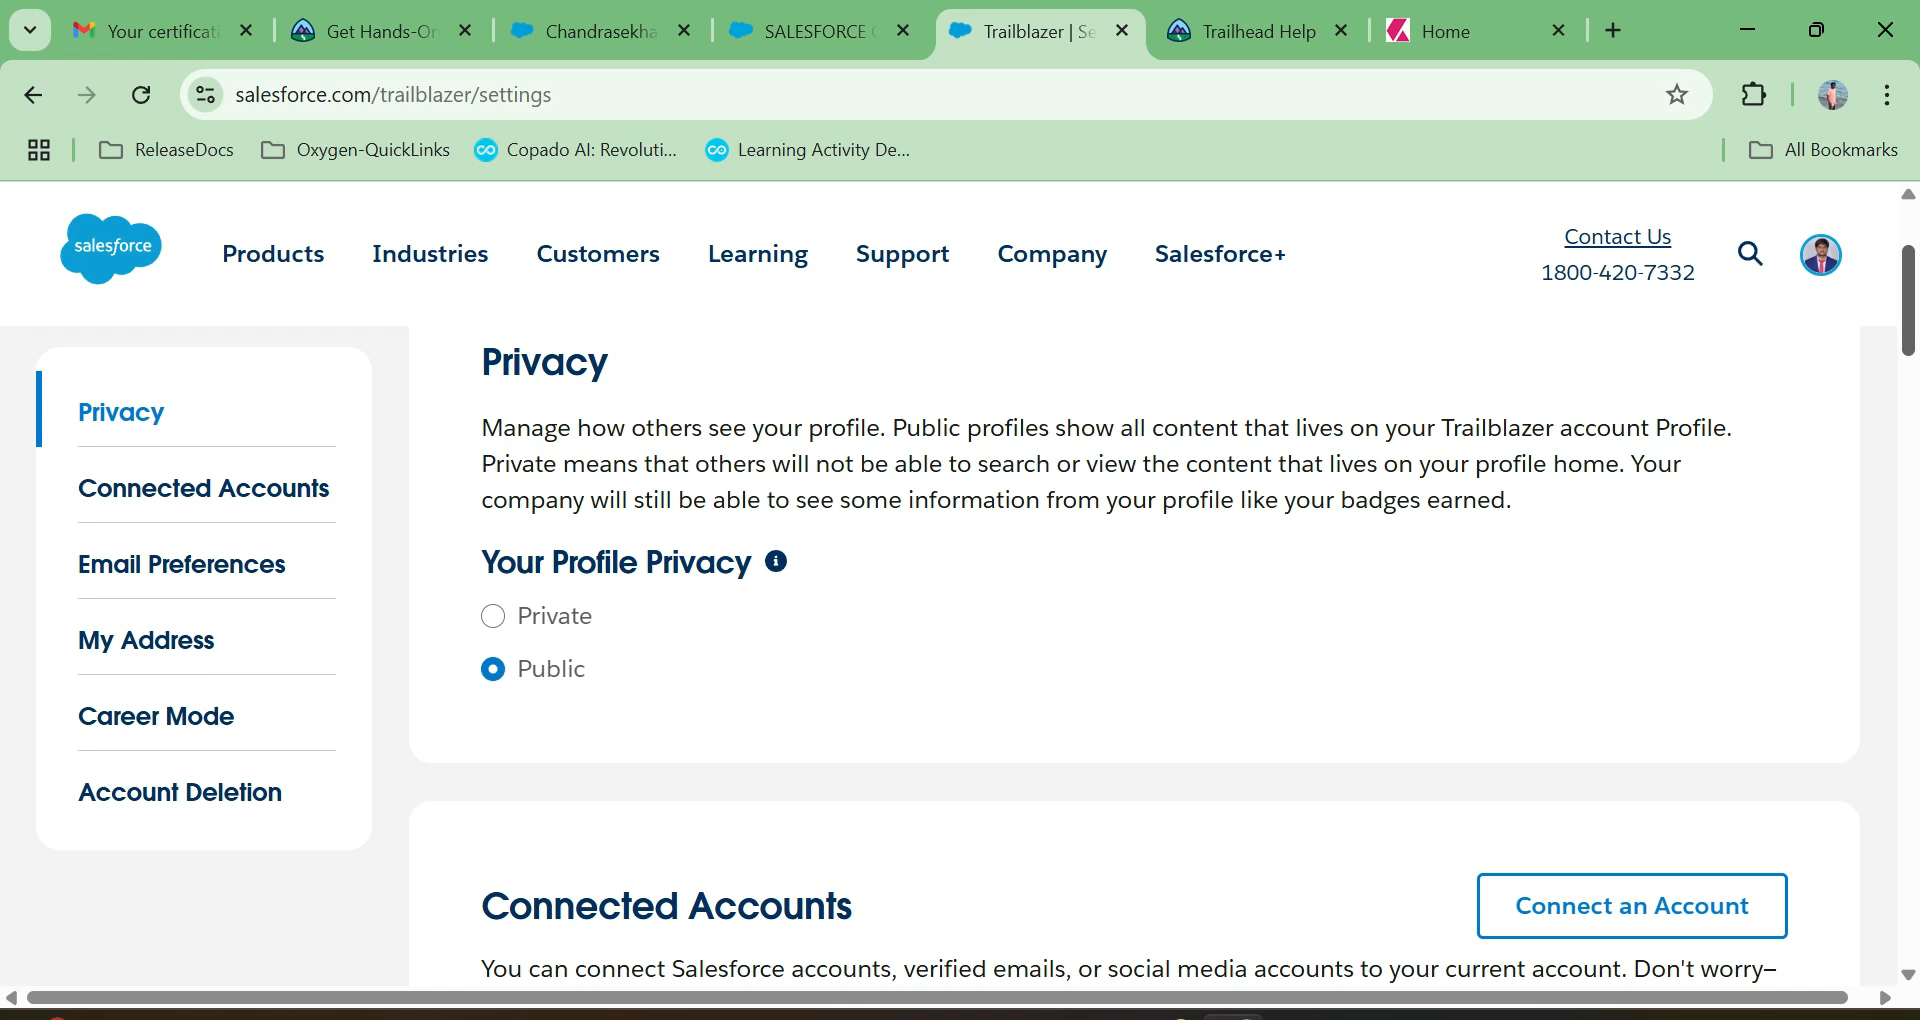 Your certificat
Get Hands-On
Chandrasekha
SALESFORCE C
Trailblazer | Se
Trailhead Help
Home
salesforce.com/trailblazer/settings
ReleaseDocs
Oxygen-QuickLinks
Copado AI: Revoluti...
Learning Activity De...
All Bookmarks
salesforce
Products
Industries
Customers
Learning
Support
Company
Salesforce+
Contact Us
1800-420-7332
Privacy
Connected Accounts
Email Preferences
My Address
Career Mode
Account Deletion
Privacy
Manage how others see your profile. Public profiles show all content that lives on your Trailblazer account Profile.
Private means that others will not be able to search or view the content that lives on your profile home. Your
company will still be able to see some information from your profile like your badges earned.
Your Profile Privacy
Private
Public
Connected Accounts
Connect an Account
You can connect Salesforce accounts, verified emails, or social media accounts to your current account. Don't worry–